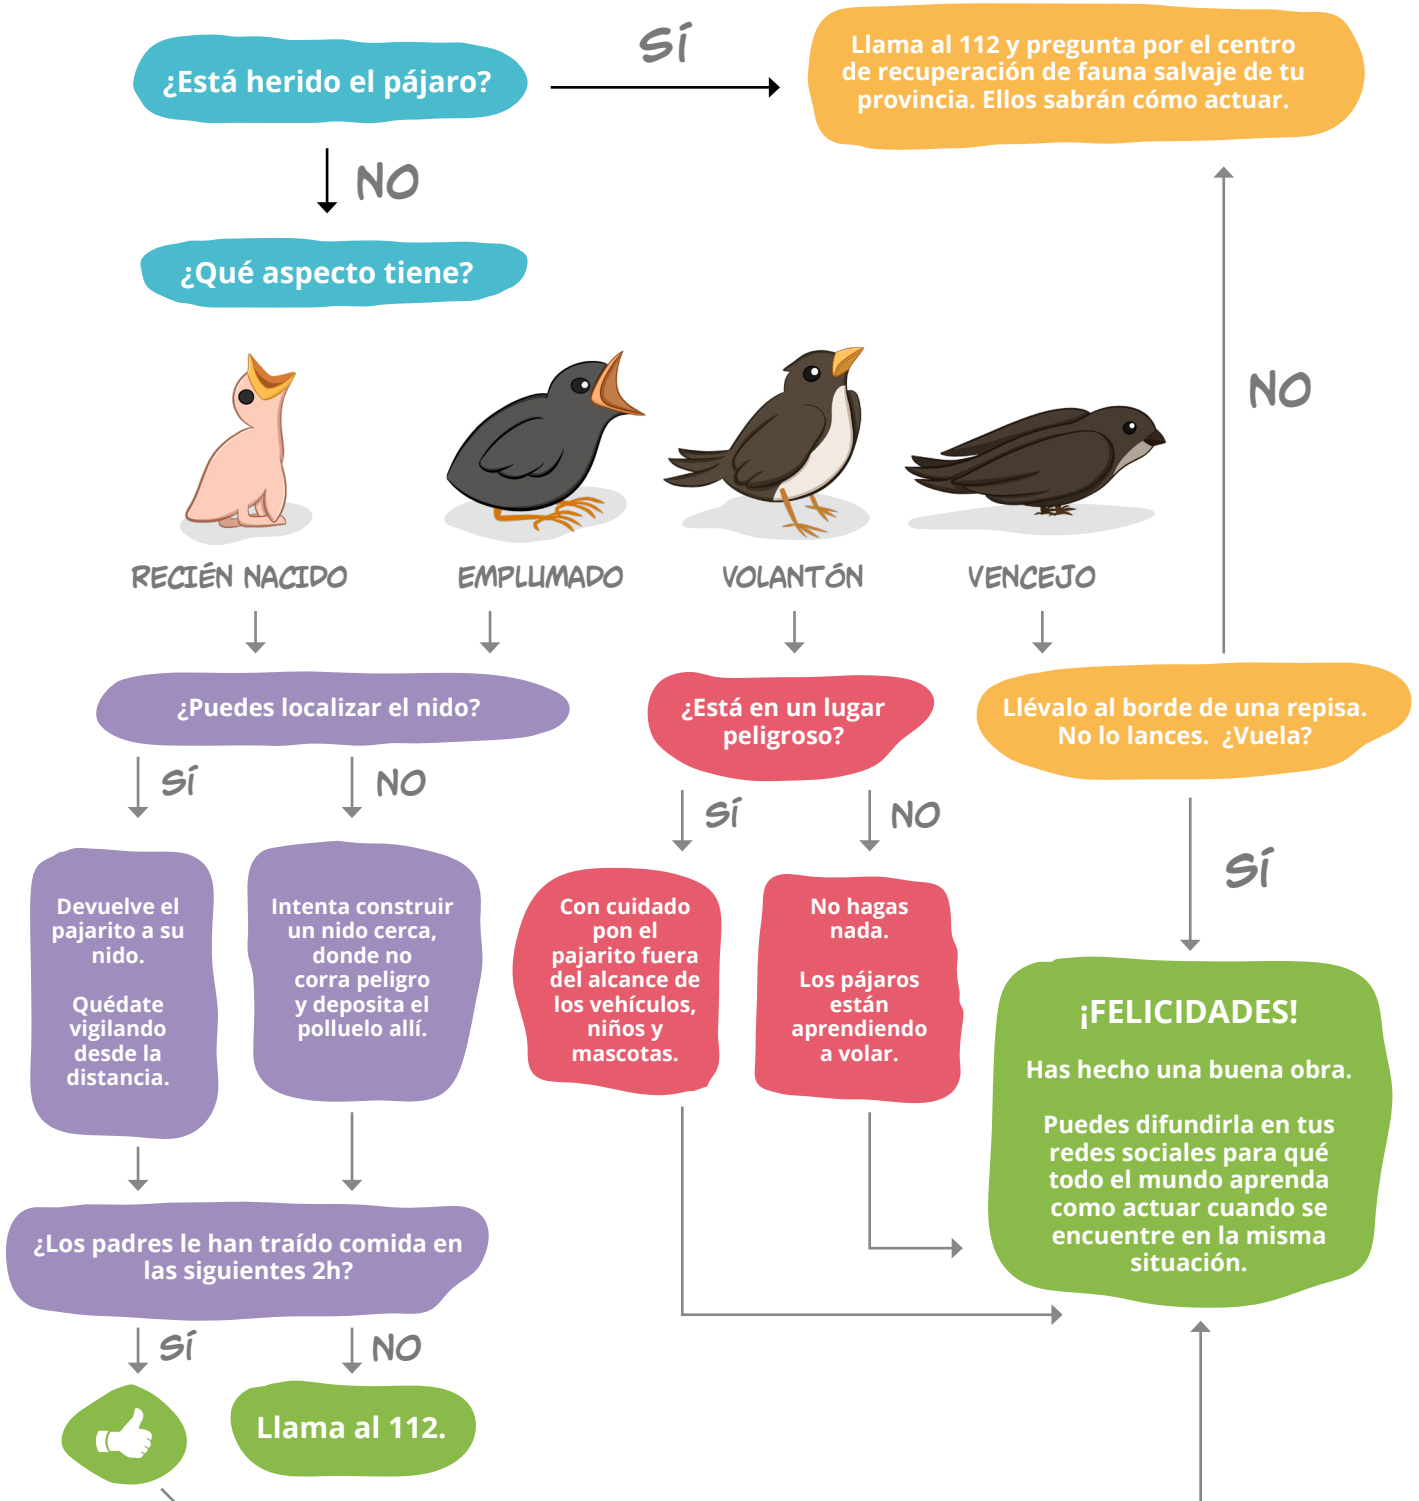 ¿Está herido el pájaro?
SÍ
Llama al 112 y pregunta por el centro
de recuperación de fauna salvaje de tu
provincia. Ellos sabrán cómo actuar.
NO
¿Qué aspecto tiene?
NO
RECIÉN NACIDO
EMPLUMADO
VOLANTÓN
VENCEJO
¿Puedes localizar el nido?
¿Está en un lugar
peligroso?
Llévalo al borde de una repisa.
No lo lances. ¿Vuela?
SÍ
NO
SÍ
NO
SÍ
Devuelve el
pajarito a su
nido.
Quédate
vigilando
desde la
distancia.
Intenta construir
un nido cerca,
donde no
corra peligro
y deposita el
polluelo allí.
Con cuidado
pon el
pajarito fuera
del alcance de
los vehículos,
niños y
mascotas.
No hagas
nada.
Los pájaros
están
aprendiendo
a volar.
¡FELICIDADES!
Has hecho una buena obra.
Puedes difundirla en tus
redes sociales para qué
todo el mundo aprenda
como actuar cuando se
encuentre en la misma
situación.
¿Los padres le han traído comida en
las siguientes 2h?
SÍ
NO
Llama al 112.